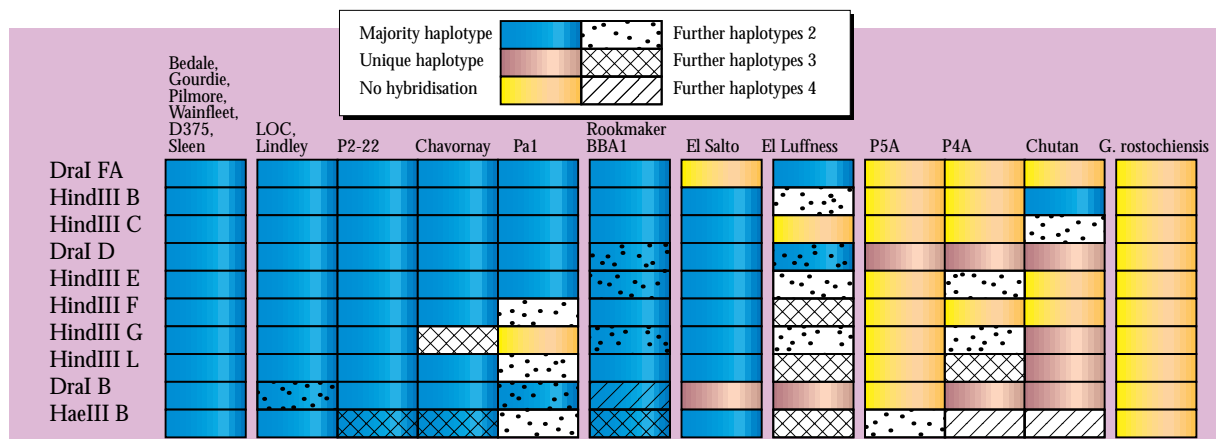 Majority haplotype
Further haplotypes 2
Unique haplotype
Further haplotypes 3
No hybridisation
Further haplotypes 4
Bedale,
Gourdie,
Pilmore,
Wainfleet,
D375,
Sleen
LOC,
Lindley
P2-22
Chavornay
Pa1
Rookmaker
BBA1
El Salto
El Luffness
P5A
P4A
Chutan
G. rostochiensis
DraI FA
HindIII B
HindIII C
DraI D
HindIII E
HindIII F
HindIII G
HindIII L
DraI B
HaeIII B